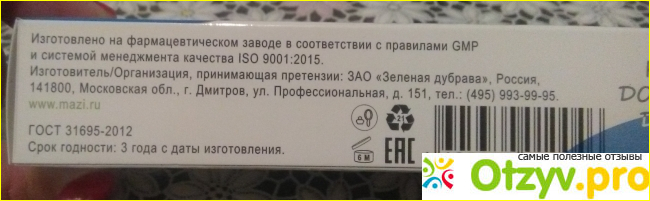 Изготовлено на фармацевтическом заводе в соответствии с правилами GMP
и системой менеджмента качества ISO 9001:2015.
Изготовитель/Организация, принимающая претензии: ЗАО «Зеленая дубрава», Россия,
141800, Московская обл., г. Дмитров, ул. Профессиональная, д. 151, тел.: (495) 993-99-95.
www.mazi.ru
ГОСТ 31695-2012
Срок годности: 3 года с даты изготовления.
21
6 M
EAC
самые полезные отзывы
Otzyv.pro